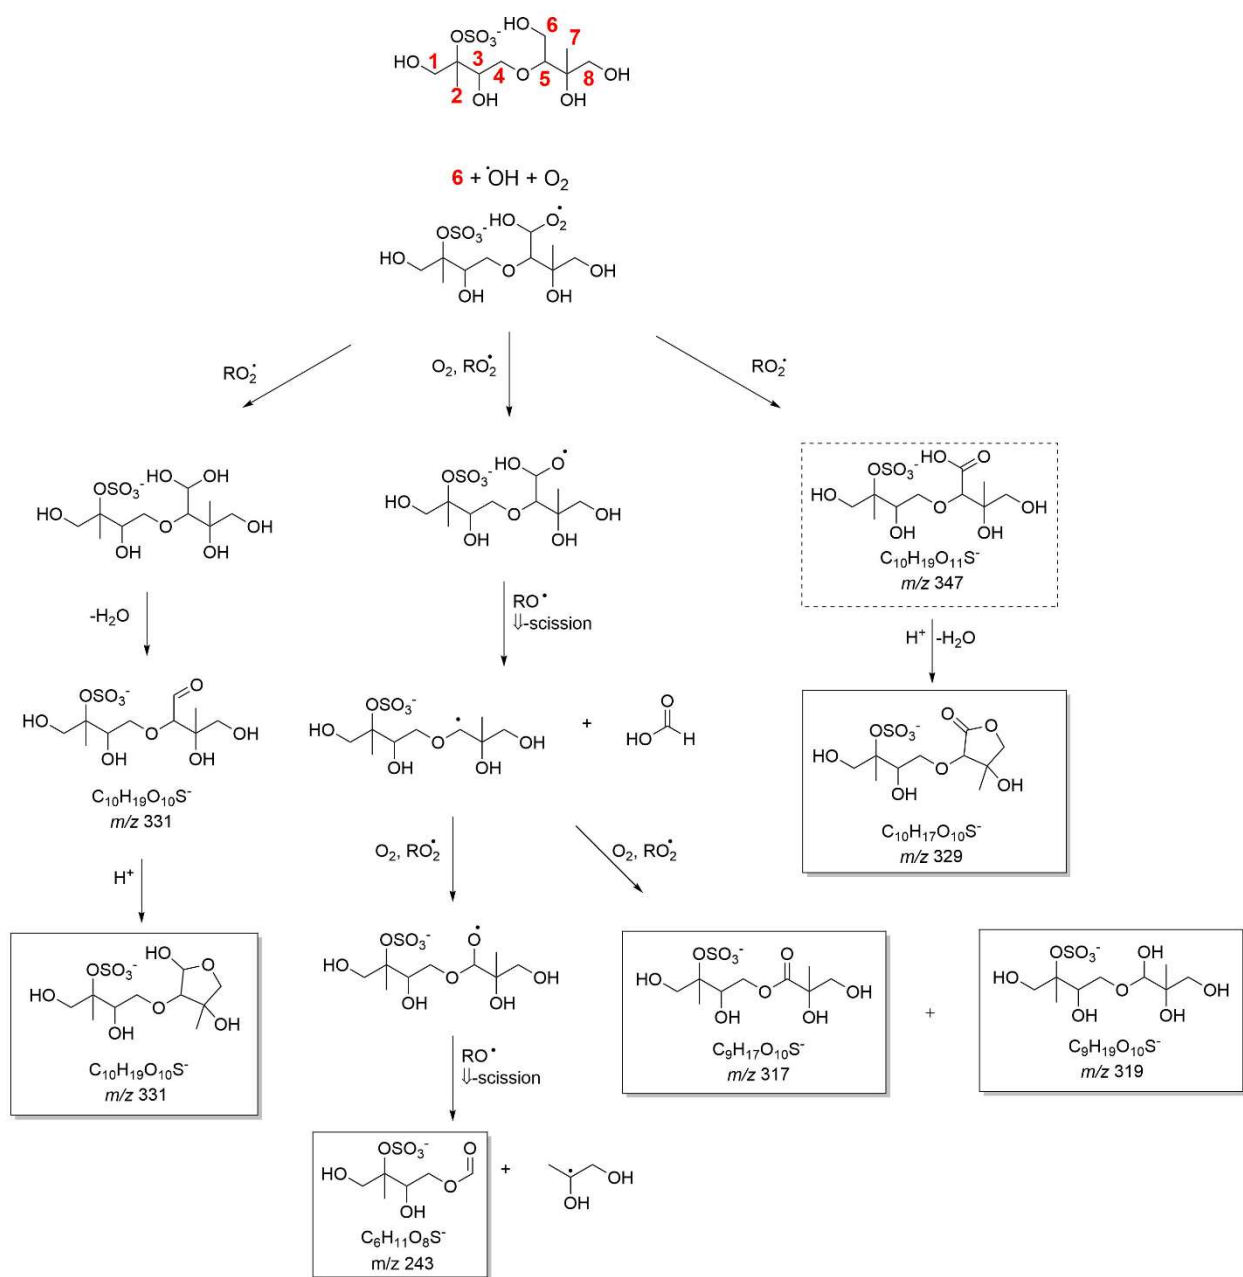 HO 6
OSO₃⁻ 7
HO 1 3 4 O 5 8 OH
2 OH OH
6 + •OH + O₂
HO O₂•
OSO₃⁻
HO O OH
OH OH
RO₂• O₂, RO₂• RO₂•
HO OH
OSO₃⁻
HO O OH
OH OH
HO O•
OSO₃⁻
HO O OH
OH OH
HO O
OSO₃⁻
HO O OH
OH OH
C₁₀H₁₉O₁₁S⁻
m/z 347
-H₂O
RO•
⇓-scission
H⁺ -H₂O
O
OSO₃⁻
HO O OH
OH OH
C₁₀H₁₉O₁₀S⁻
m/z 331
OSO₃⁻
HO O • OH
OH OH
+
O
HO H
O O
OSO₃⁻
HO O
OH OH
C₁₀H₁₇O₁₀S⁻
m/z 329
H⁺
O₂, RO₂• O₂, RO₂•
HO O
OSO₃⁻
HO O
OH OH
C₁₀H₁₉O₁₀S⁻
m/z 331
O•
OSO₃⁻
HO O OH
OH OH
OSO₃⁻ O
HO O OH
OH OH
C₉H₁₇O₁₀S⁻
m/z 317
+
OSO₃⁻ OH
HO O OH
OH OH
C₉H₁₉O₁₀S⁻
m/z 319
RO•
⇓-scission
OSO₃⁻ O
HO O
OH
C₆H₁₁O₈S⁻
m/z 243
+
• OH
OH